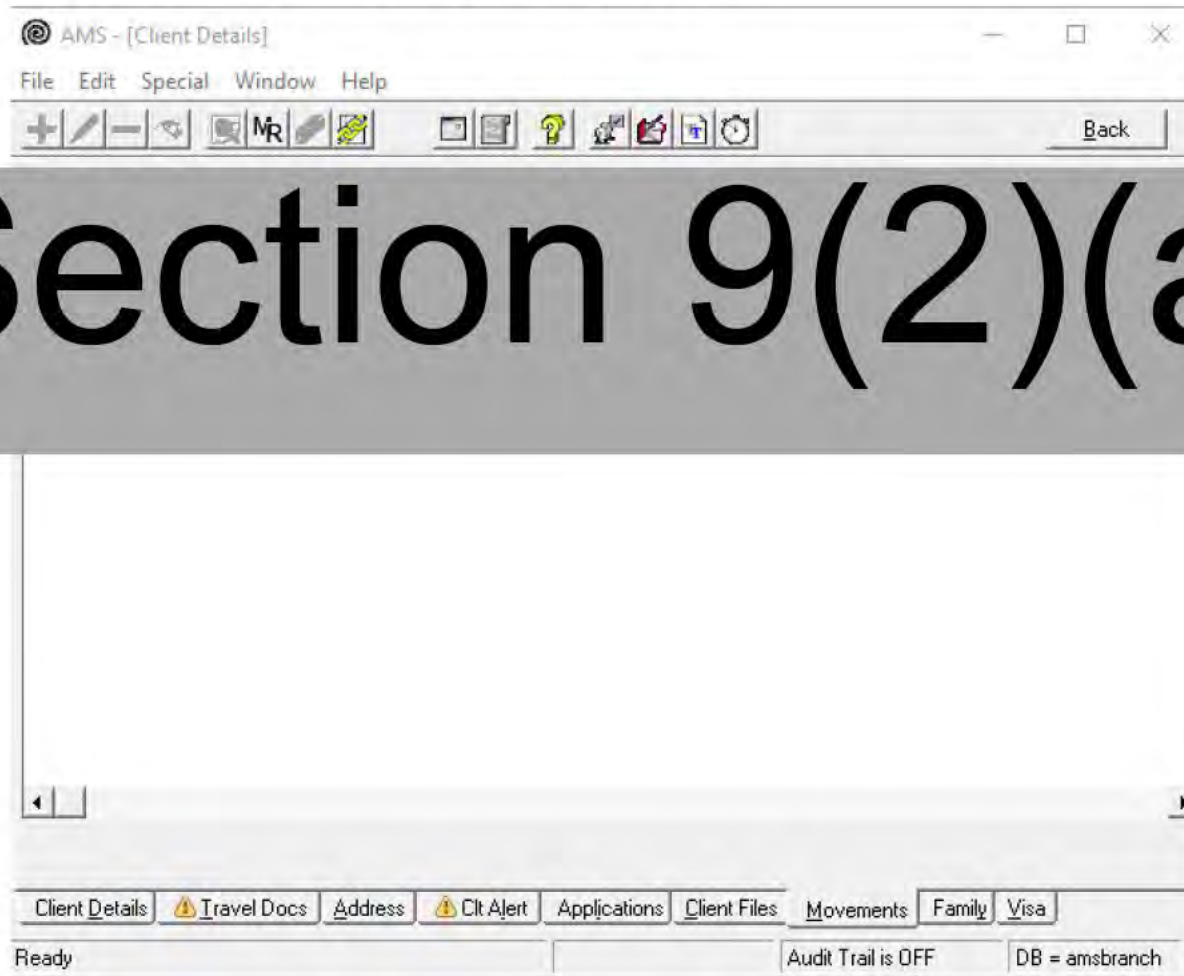 AMS - [Client Details]
File Edit Special Window Help
MR T Back
Section 9(2)(a
Client Details Travel Docs Address Clt Alert Applications Client Files Movements Family Visa
Ready Audit Trail is OFF DB = amsbranch